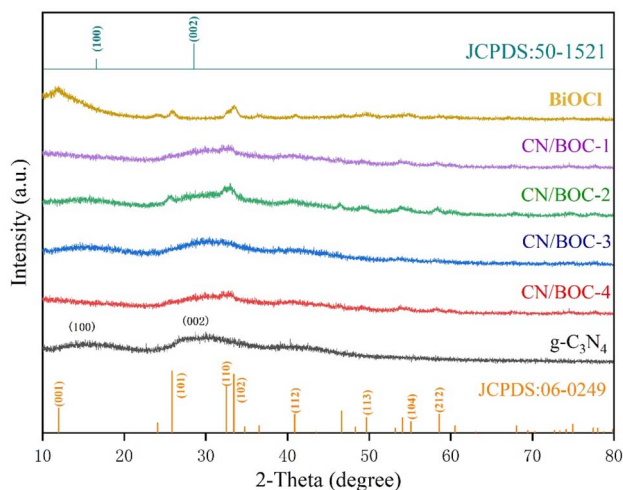 (100)
(002)
JCPDS:50-1521
BiOCl
CN/BOC-1
CN/BOC-2
CN/BOC-3
CN/BOC-4
(100)
(002)
g-C₃N₄
JCPDS:06-0249
(001)
(101)
(110)
(102)
(112)
(113)
(104)
(212)
10 20 30 40 50 60 70 80
2-Theta (degree)
Intensity (a.u.)